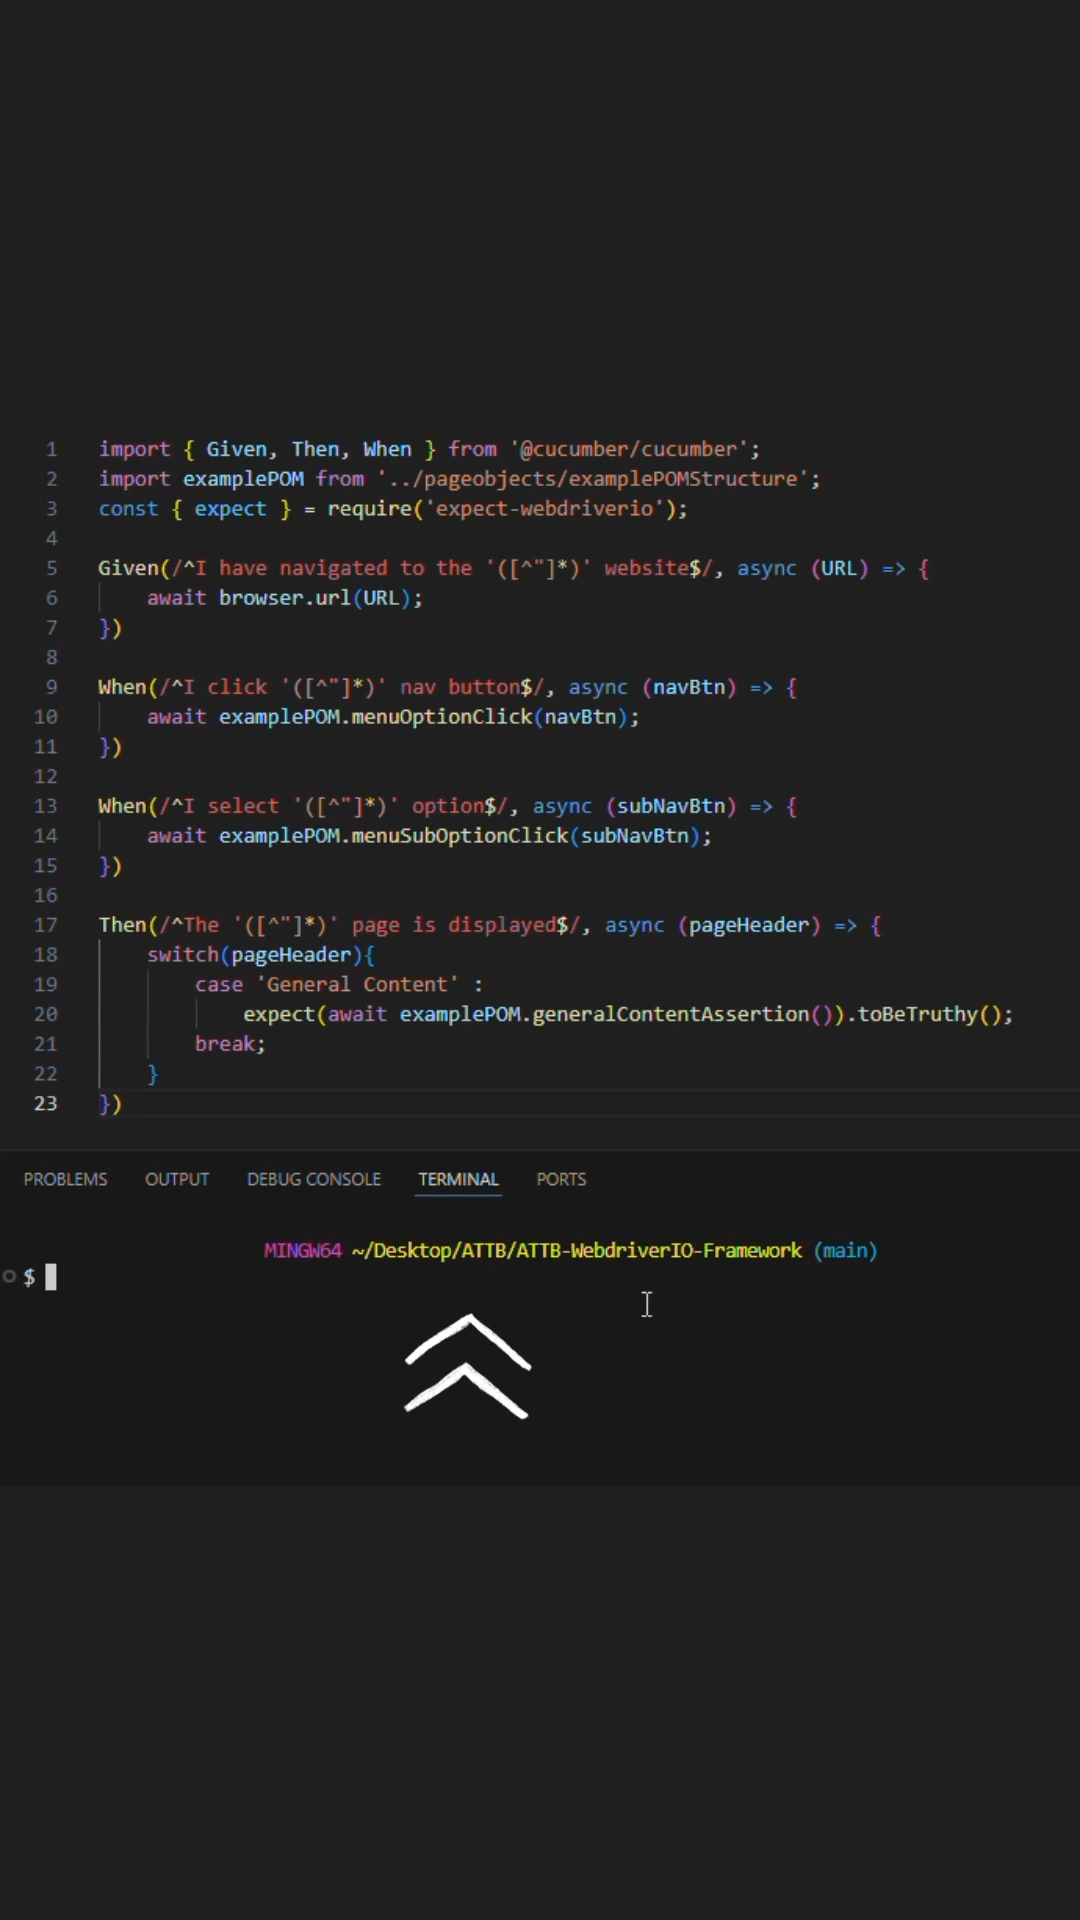 1 import { Given, Then, When } from '@cucumber/cucumber';
2 import examplePOM from '../pageobjects/examplePOMStructure';
3 const { expect } = require('expect-webdriverio');
4
5 Given(/^I have navigated to the '([^"]*)' website$/, async (URL) => {
6     await browser.url(URL);
7 })
8
9 When(/^I click '([^"]*)' nav button$/, async (navBtn) => {
10     await examplePOM.menuOptionClick(navBtn);
11 })
12
13 When(/^I select '([^"]*)' option$/, async (subNavBtn) => {
14     await examplePOM.menuSubOptionClick(subNavBtn);
15 })
16
17 Then(/^The '([^"]*)' page is displayed$/, async (pageHeader) => {
18     switch(pageHeader){
19         case 'General Content' :
20             expect(await examplePOM.generalContentAssertion()).toBeTruthy();
21         break;
22     }
23 })
PROBLEMS OUTPUT DEBUG CONSOLE TERMINAL PORTS
MINGW64 ~/Desktop/ATTB/ATTB-WebdriverIO-Framework (main)
$